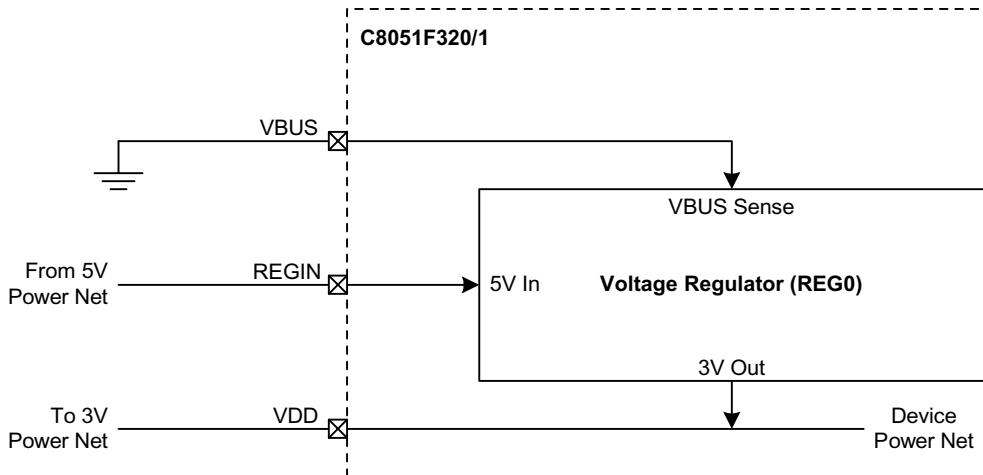 C8051F320/1
VBUS
VBUS Sense
From 5V
Power Net
REGIN
5V In
Voltage Regulator (REG0)
3V Out
To 3V
Power Net
VDD
Device
Power Net